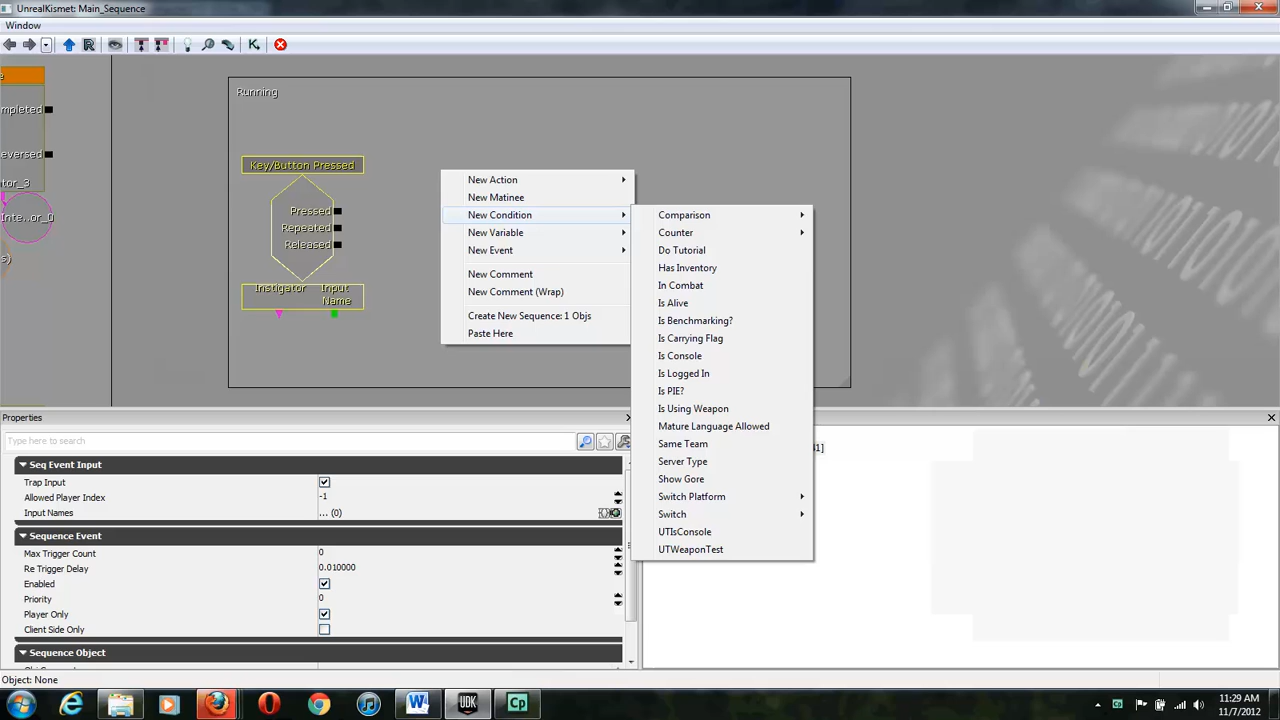 UnrealKismet: Main_Sequence
Window
Running
e
ompleted
eversed
ator_3
Inte..or_0
s)
Key/Button Pressed
Pressed
Repeated
Released
Instigator
Input
Name
New Action
New Matinee
New Condition
New Variable
New Event
New Comment
New Comment (Wrap)
Create New Sequence: 1 Objs
Paste Here
Comparison
Counter
Do Tutorial
Has Inventory
In Combat
Is Alive
Is Benchmarking?
Is Carrying Flag
Is Console
Is Logged In
Is PIE?
Is Using Weapon
Mature Language Allowed
Same Team
Server Type
Show Gore
Switch Platform
Switch
UTIsConsole
UTWeaponTest
Properties
Type here to search
Seq Event Input
Trap Input
Allowed Player Index -1
Input Names ... (0)
Sequence Event
Max Trigger Count 0
Re Trigger Delay 0.010000
Enabled
Priority 0
Player Only
Client Side Only
Sequence Object
Object: None
11:29 AM
11/7/2012